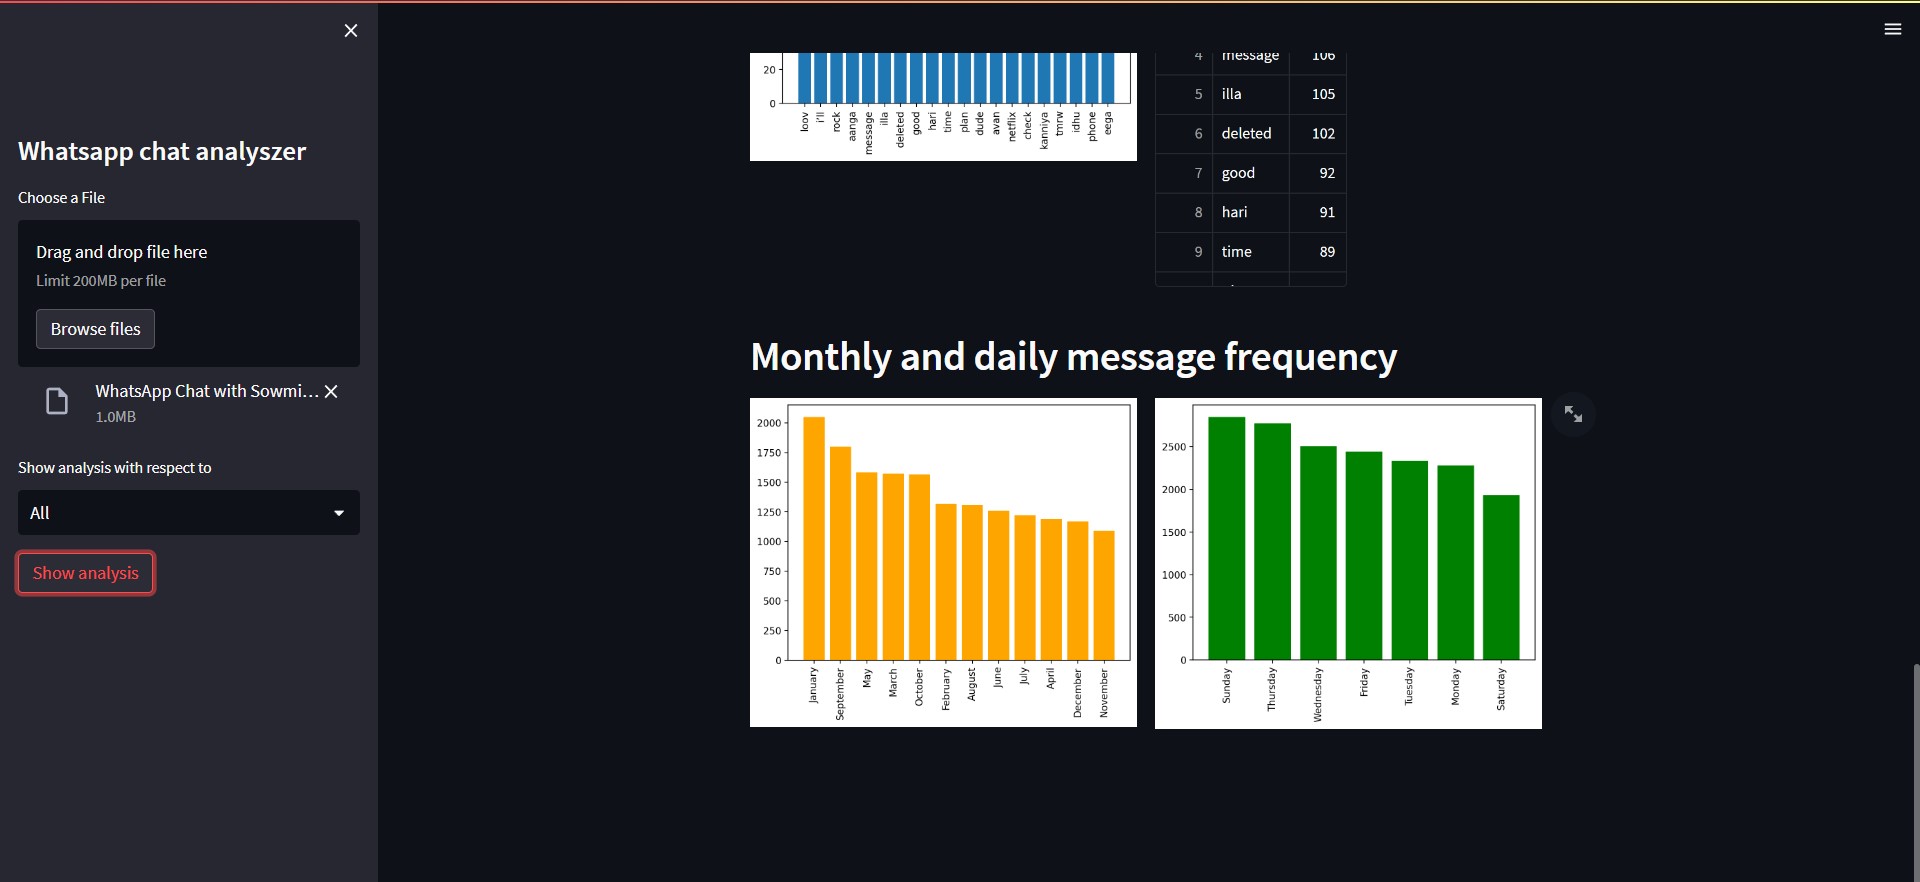 Whatsapp chat analyszer
Choose a File
Drag and drop file here
Limit 200MB per file
Browse files
WhatsApp Chat with Sowmi...
1.0MB
Show analysis with respect to
All
Show analysis
20
0
loov i'll rock aanga message illa deleted good hari time plan dude avan netflix check kanniya tmrw idhu phone eega
4 message 106
5 illa 105
6 deleted 102
7 good 92
8 hari 91
9 time 89
Monthly and daily message frequency
2000
1750
1500
1250
1000
750
500
250
0
January September May March October February August June July April December November
2500
2000
1500
1000
500
0
Sunday Thursday Wednesday Friday Tuesday Monday Saturday